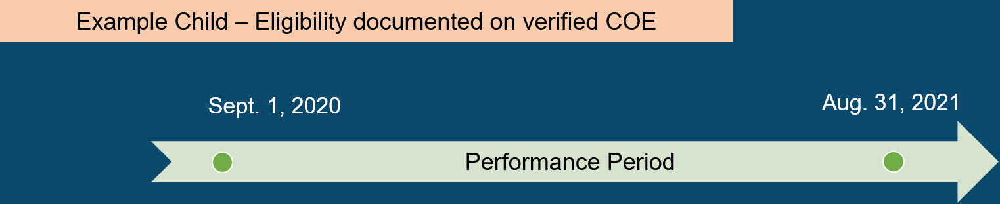 Example Child – Eligibility documented on verified COE
Sept. 1, 2020
Aug. 31, 2021
Performance Period